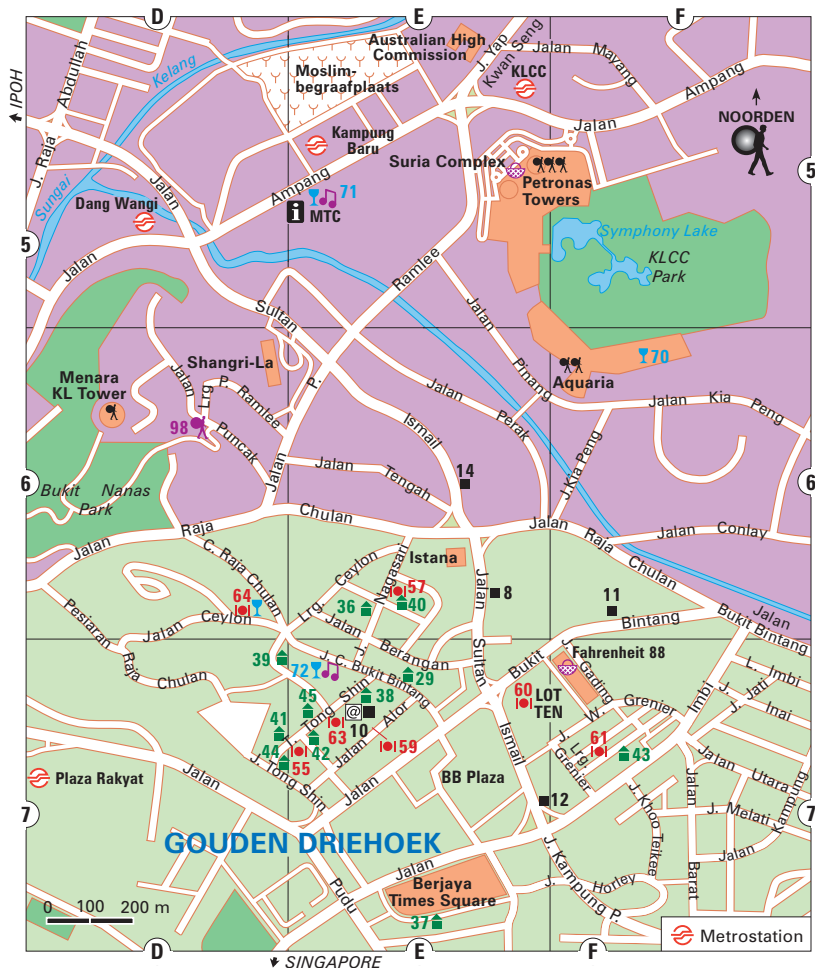 D
E
F
Australian High
Commission
J. Yap
Kwan Seng
KLCC
Jalan Mayang
Ampang
Jalan
IPOH
J. Raja Abdullah
Kelang
Sungai
Moslim-
begraafplaats
Kampung
Baru
NOORDEN
Suria Complex
Petronas
Towers
5
Dang Wangi
Jalan
Ampang
71
i MTC
5
Symphony Lake
KLCC
Park
Jalan
Sultan
Ramlee
Jalan
Pinang
Shangri-La
P.
Menara
KL Tower
Jalan
Lrg P. Ramlee
98
Puncak
Aquaria
70
Jalan Kia Peng
Ismail
Jalan
Perak
J.Kia Peng
Jalan
Jalan Tengah
14
6
6
Bukit Nanas
Park
Jalan Raja Chulan
Jalan Raja Chulan
Jalan Conlay
C. Raja Chulan
Istana
Lrg. Ceylon
Nagasari
57
36
40
Jalan
8
11
64
Jalan Ceylon
Pesiaran
Raja Chulan
J.
Jalan Berangan
Sultan
Ismail
Bukit
Bintang
Jalan
Bukit Bintang
39
72
J. C. Bukit Bintang
29
Fahrenheit 88
J. Gading
L. Imbi
J. Jati
J. Inai
Imbi
38
45
T. Tong Shin
@
10
41
63
Jalan Alor
60
LOT
TEN
W. Grenier
J. Lrg.
Grenier
61
43
44
42
55
59
J. Tong Shin
BB Plaza
Jalan Utara
Kampung
Plaza Rakyat
Jalan
Jalan
12
J. Khoo Teikee
Jalan
Barat
J. Melati
Jalan
7
7
GOUDEN DRIEHOEK
Pudu
Jalan
J. Kampung P.
J. Horley
Berjaya
Times Square
37
0 100 200 m
Metrostation
D
E
F
SINGAPORE